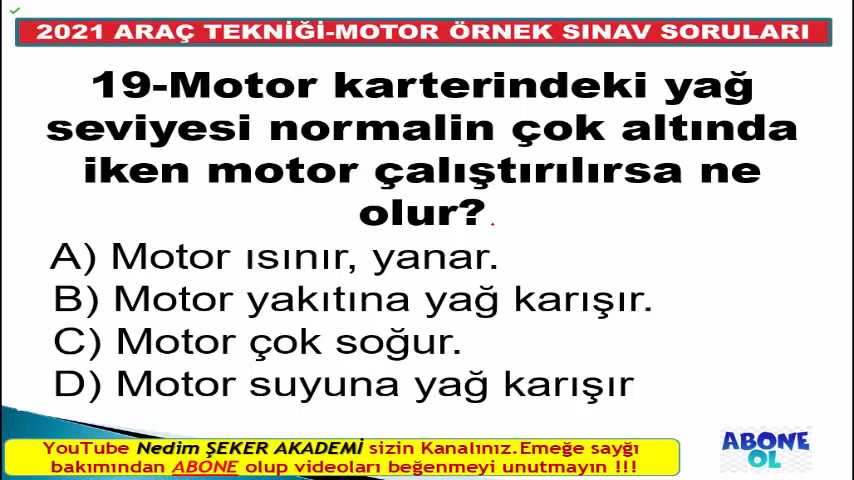 2021 ARAÇ TEKNİĞİ-MOTOR ÖRNEK SINAV SORULARI
19-Motor karterindeki yağ
seviyesi normalin çok altında
iken motor çalıştırılırsa ne
olur?
A) Motor ısınır, yanar.
B) Motor yakıtına yağ karışır.
C) Motor çok soğur.
D) Motor suyuna yağ karışır
YouTube Nedim ŞEKER AKADEMİ sizin Kanalınız.Emeğe sayğı
bakımından ABONE olup videoları beğenmeyi unutmayın !!!
ABONE
OL